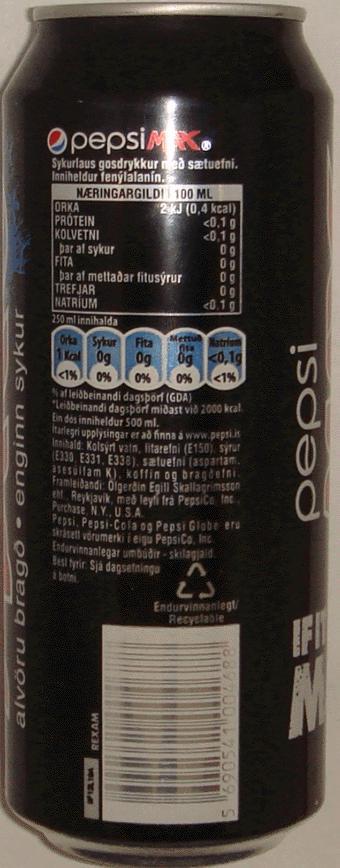 pepsi MAX
Sykurlaus gosdrykkur með sætuefni.
Inniheldur fenýlalanín.
NÆRINGARGILDI 100 ML
ORKA 2 kJ (0,4 kcal)
PRÓTEIN <0,1 g
KOLVETNI <0,1 g
þar af sykur 0 g
FITA 0 g
þar af mettaðar fitusýrur 0 g
TREFJAR 0 g
NATRÍUM <0,1 g
250 ml innihalda
Orka 1 Kcal <1%
Sykur 0g 0%
Fita 0g 0%
Mettuð fita 0g 0%
Natríum <0,1g <1%
% af leiðbeinandi dagsþörf (GDA)
*Leiðbeinandi dagsþörf miðast við 2000 kcal.
Ein dós inniheldur 500 ml.
Ítarlegri upplýsingar er að finna á www.pepsi.is
Innihald: Kolsýrt vatn, litarefni (E150), sýrur
(E330, E331, E338), sætuefni (aspartam,
asesúlfam K), koffín og bragðefni.
Framleiðandi: Ölgerðin Egill Skallagrímsson
ehf., Reykjavík, með leyfi frá PepsiCo, Inc.,
Purchase, N.Y., U.S.A.
Pepsi, Pepsi-Cola og Pepsi Globe eru
skrásett vörumerki í eigu PepsiCo, Inc.
Endurvinnanlegar umbúðir - skilagjald.
Best fyrir: Sjá dagsetningu
á botni.
Endurvinnanlegt/
Recyclable
5 690541 004688
REXAM
alvöru bragð • enginn sykur
pepsi
IF IT
M